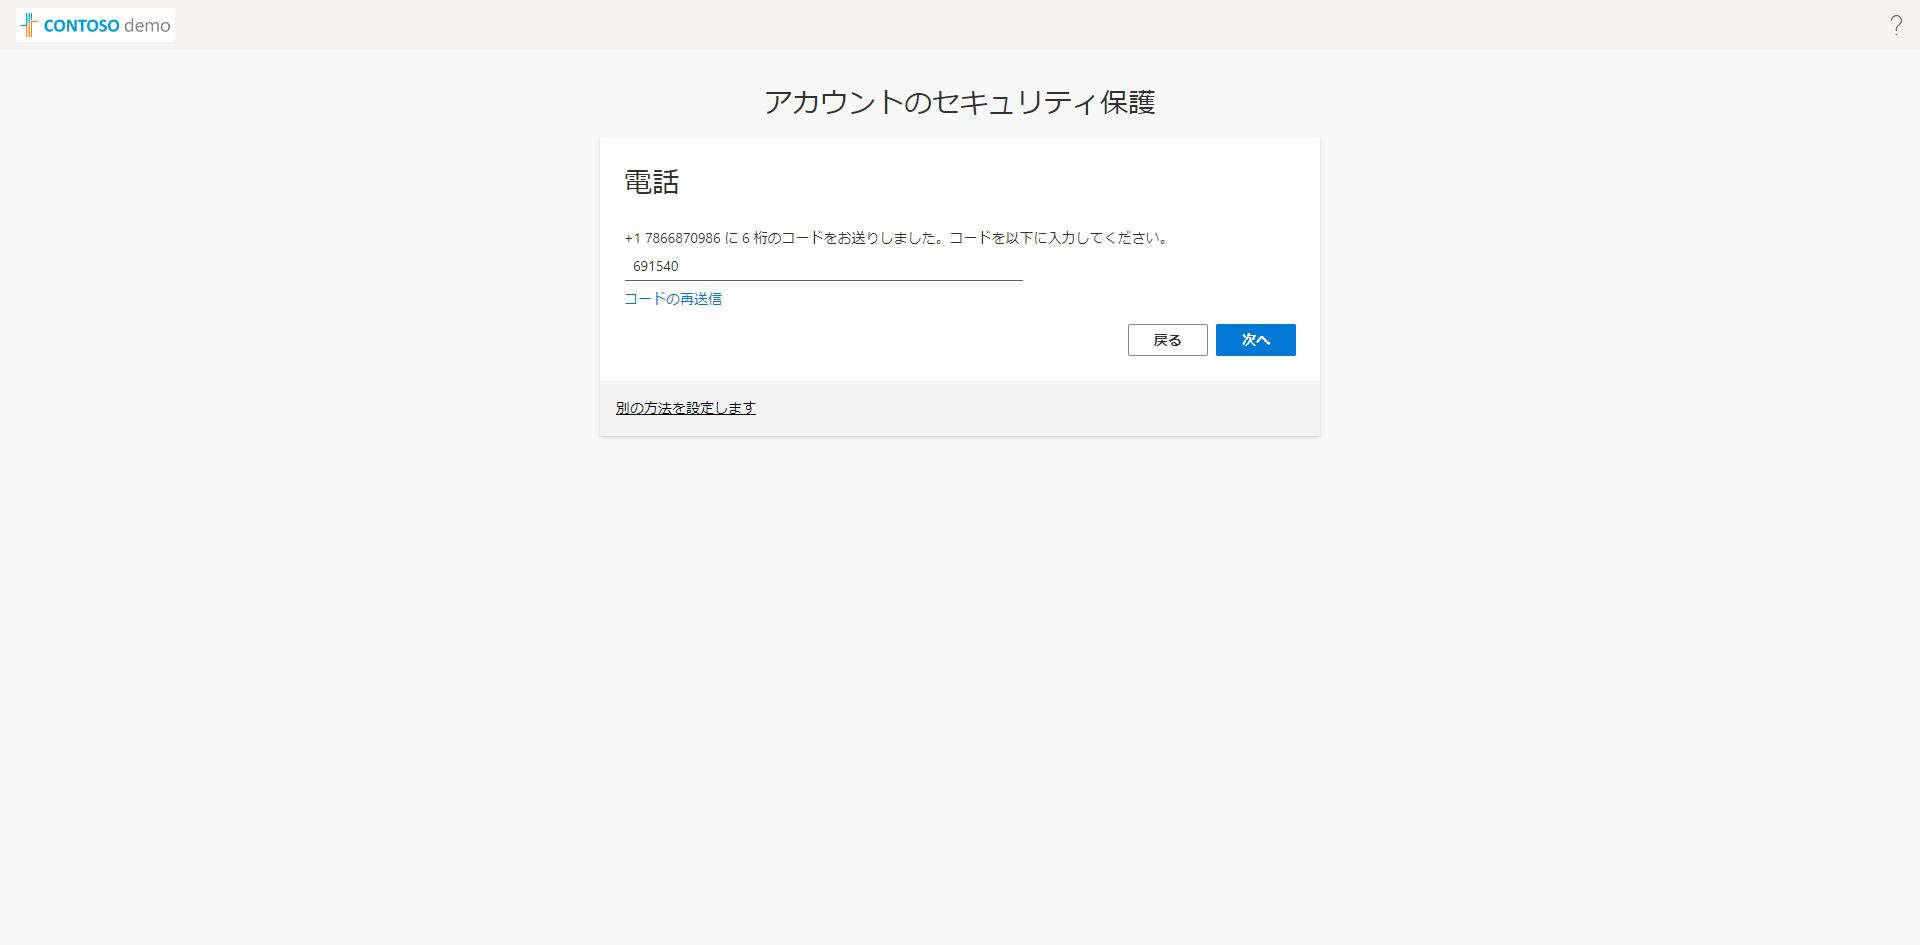 CONTOSO demo
?
アカウントのセキュリティ保護
電話
+1 7866870986 に 6 桁のコードをお送りしました。コードを以下に入力してください。
691540
コードの再送信
戻る 次へ
別の方法を設定します